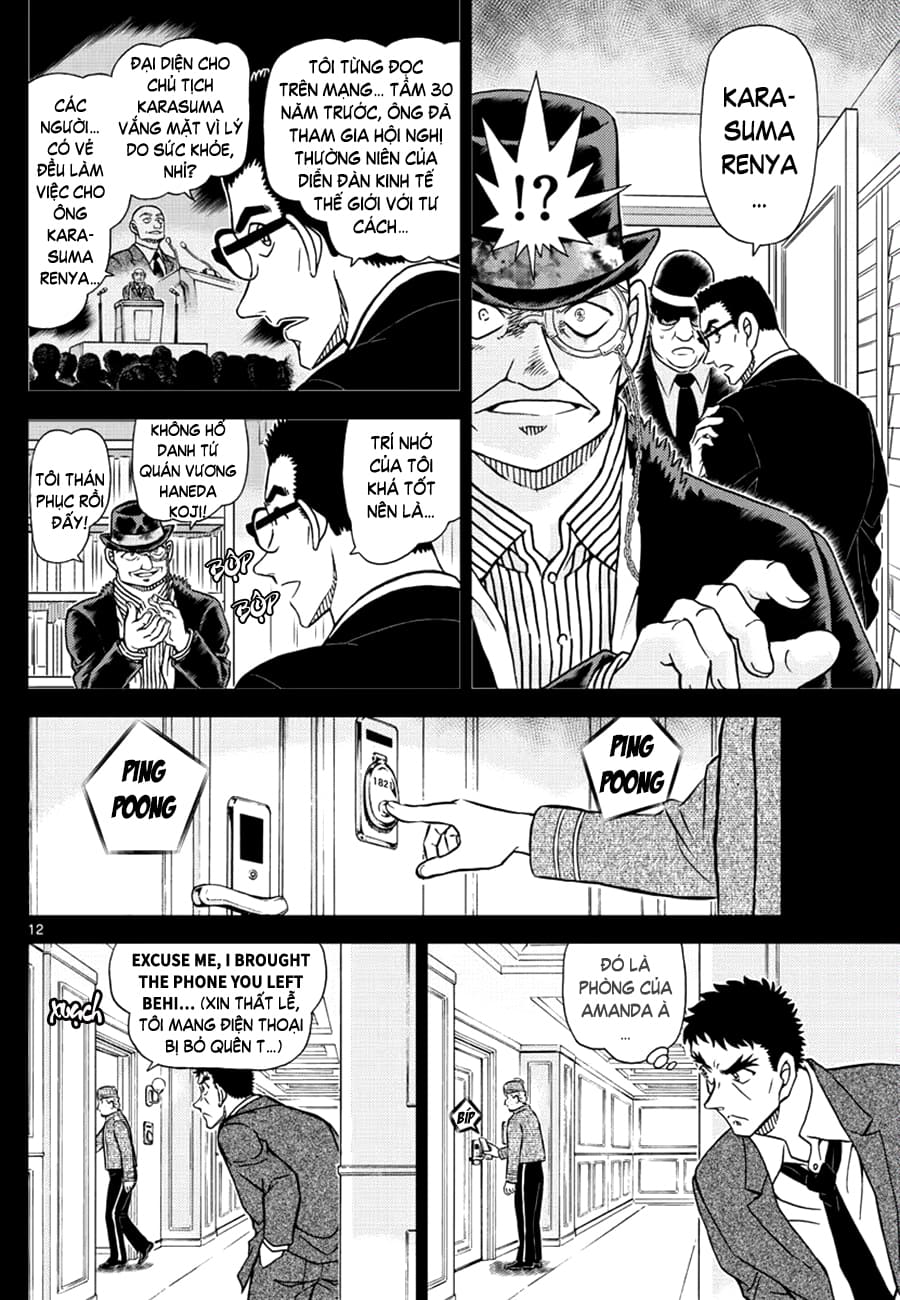 KARA-
SUMA
RENYA
...
!?
TÔI TỪNG ĐỌC
TRÊN MẠNG... TẦM 30
NĂM TRƯỚC, ÔNG ĐÃ
THAM GIA HỘI NGHỊ
THƯỜNG NIÊN CỦA
DIỄN ĐÀN KINH TẾ
THẾ GIỚI VỚI TƯ
CÁCH...
ĐẠI DIỆN CHO
CHỦ TỊCH
KARASUMA
VẮNG MẶT VÌ LÝ
DO SỨC KHỎE,
NHỈ?
CÁC
NGƯỜI...
CÓ VẺ
ĐỀU LÀM
VIỆC CHO
ÔNG
KARA-
SUMA
RENYA...
TRÍ NHỚ
CỦA TÔI
KHÁ TỐT
NÊN LÀ...
KHÔNG HỔ
DANH TỨ
QUÁN VƯƠNG
HANEDA
KOJI!
TÔI THÁN
PHỤC RỒI
ĐẤY!
BỘP
BỘP
PING
POONG
1821
PING
POONG
12
ĐÓ LÀ
PHÒNG CỦA
AMANDA À
...
BÍP
EXCUSE ME, I BROUGHT
THE PHONE YOU LEFT
BEHI... (XIN THẤT LỄ,
TÔI MANG ĐIỆN THOẠI
BỊ BỎ QUÊN T...)
XOẠCH